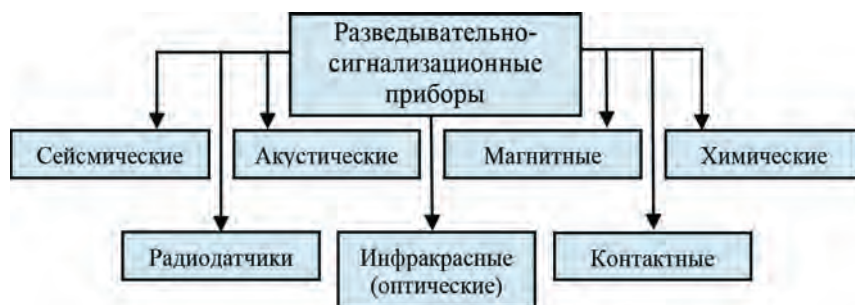 Разведывательно-
сигнализационные
приборы
Сейсмические
Акустические
Магнитные
Химические
Радиодатчики
Инфракрасные
(оптические)
Контактные